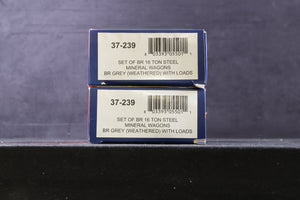 37-239
SET OF BR 16 TON STEEL
MINERAL WAGONS
BR GREY (WEATHERED) WITH LOADS
37-239
SET OF BR 16 TON STEEL
MINERAL WAGONS
BR GREY (WEATHERED) WITH LOADS